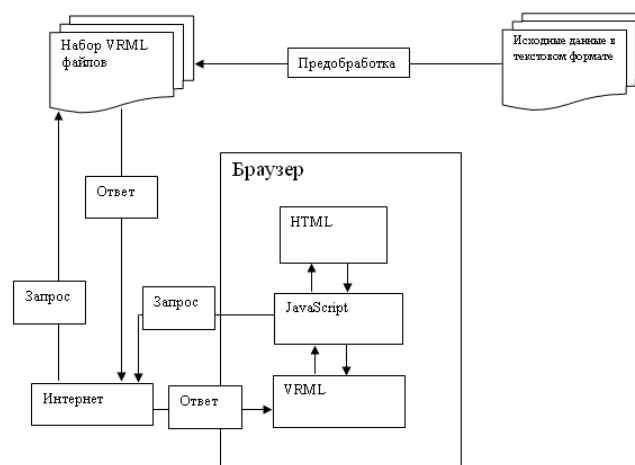 Набор VRML
файлов
Предобработка
Исходные данные в
текстовом формате
Ответ
Браузер
HTML
Запрос
Запрос
JavaScript
Интернет
Ответ
VRML